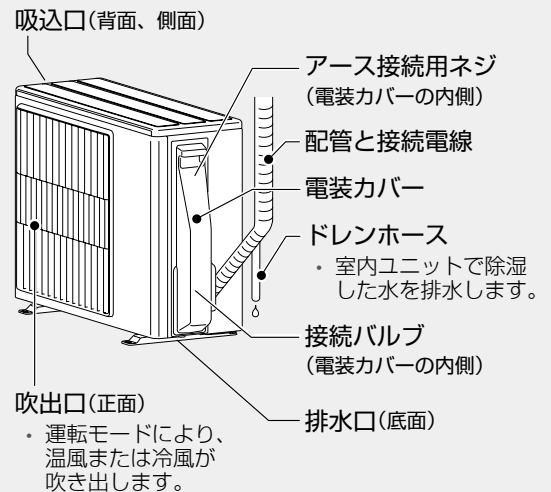 吸込口(背面、側面)
アース接続用ネジ
(電装カバーの内側)
配管と接続電線
電装カバー
ドレンホース
・ 室内ユニットで除湿
した水を排水します。
接続バルブ
(電装カバーの内側)
吹出口(正面)
・ 運転モードにより、
温風または冷風が
吹き出します。
排水口(底面)